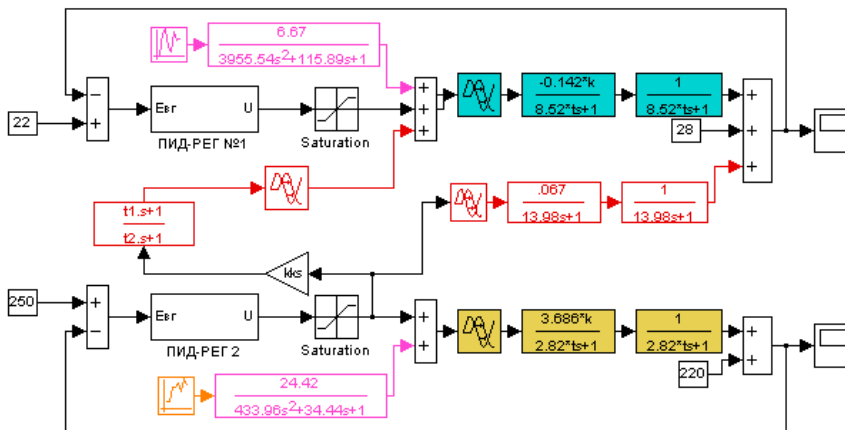 6.67
3955.54s²+115.89s+1
-0.142*k
8.52*ts+1
1
8.52*ts+1
22
Евг
U
ПИД-РЕГ №1
Saturation
28
t1.s+1
t2.s+1
.067
13.98s+1
1
13.98s+1
kks
250
Евг
U
ПИД-РЕГ 2
Saturation
3.686*k
2.82*ts+1
1
2.82*ts+1
220
24.42
433.96s²+34.44s+1